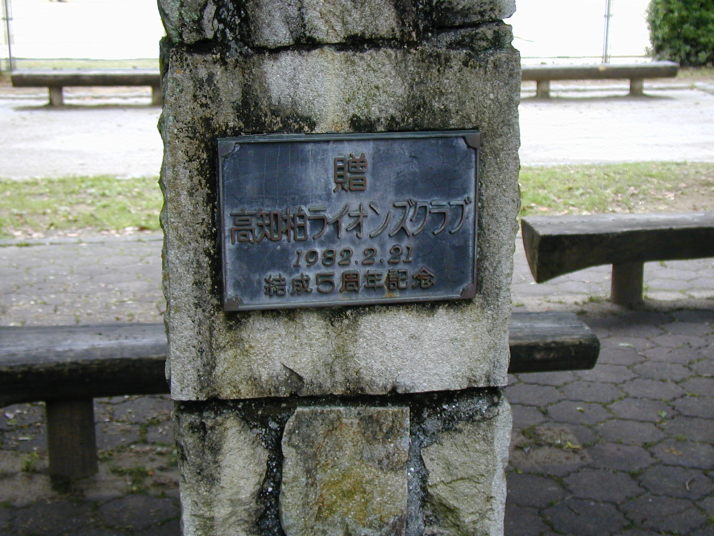 贈
高知柏ライオンズクラブ
1982.2.21
結成5周年記念